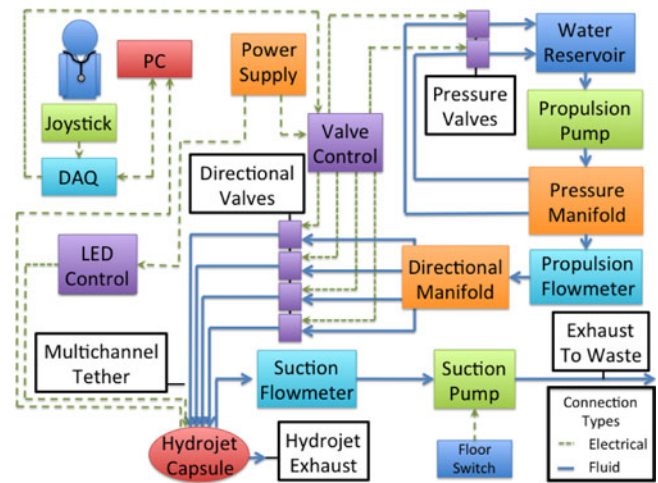 PC
Power
Supply
Water
Reservoir
Joystick
Pressure
Valves
Propulsion
Pump
Valve
Control
DAQ
Directional
Valves
Pressure
Manifold
LED
Control
Directional
Manifold
Propulsion
Flowmeter
Multichannel
Tether
Suction
Flowmeter
Suction
Pump
Exhaust
To Waste
Hydrojet
Capsule
Hydrojet
Exhaust
Floor
Switch
Connection
Types
Electrical
Fluid